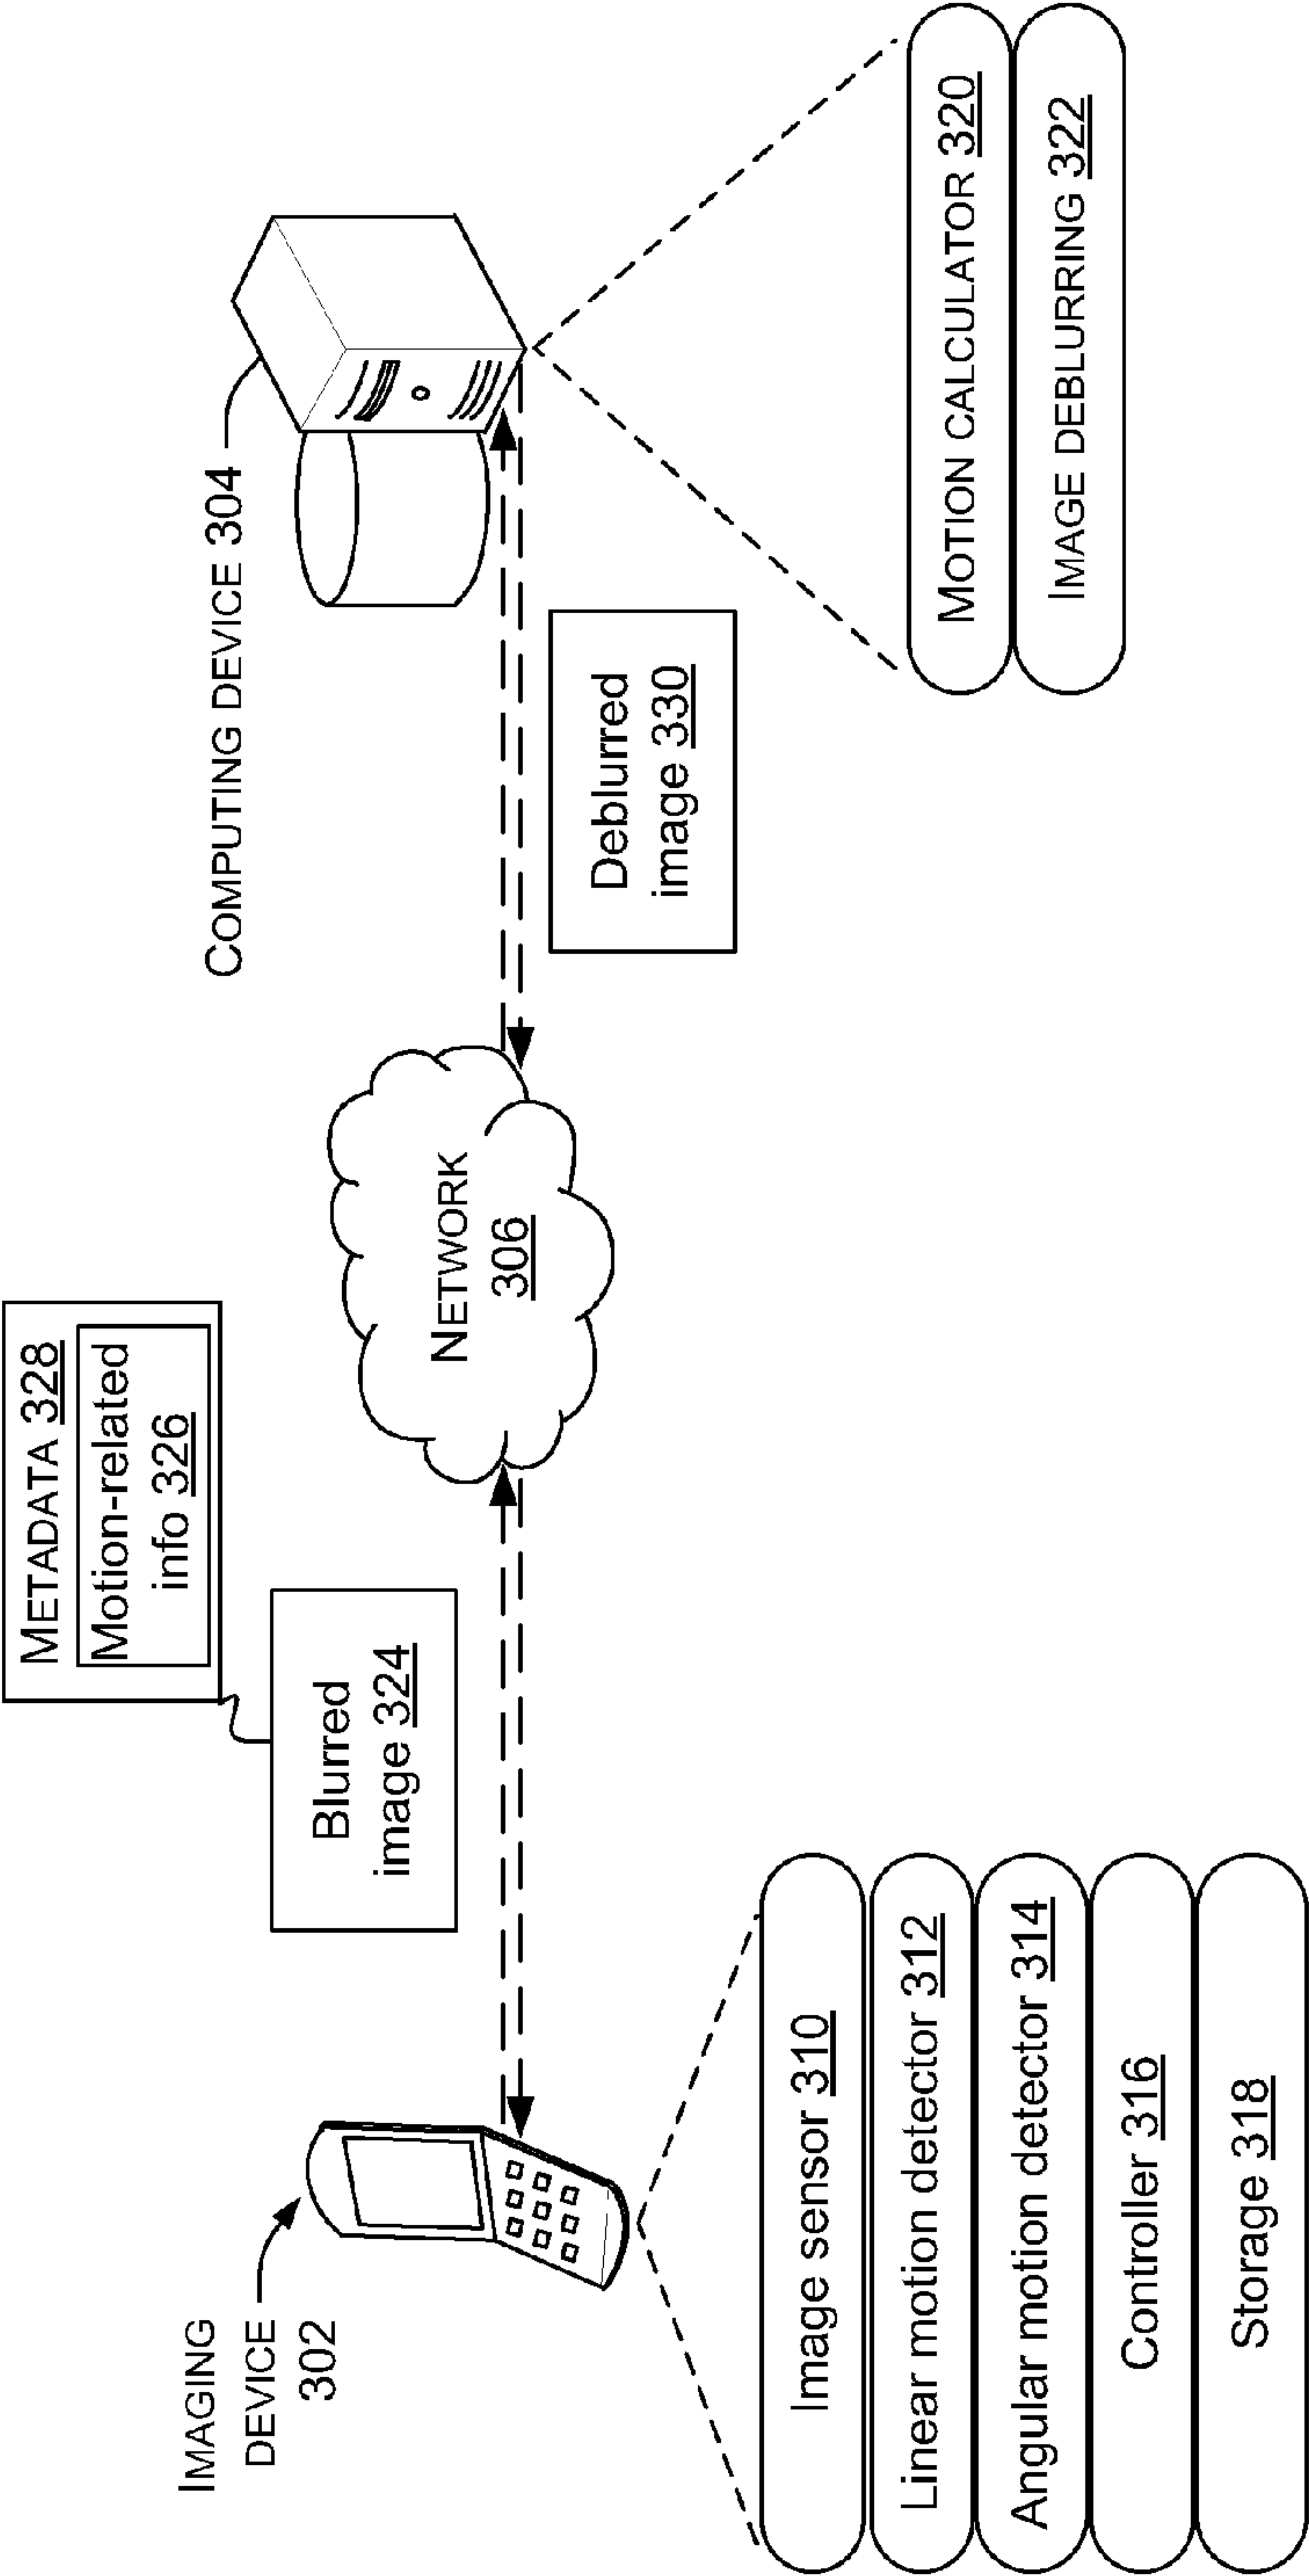 METADATA 328
Motion-related
info 326
Blurred
image 324
IMAGING
DEVICE
302
COMPUTING DEVICE 304
NETWORK
306
Deblurred
image 330
Image sensor 310
Linear motion detector 312
Angular motion detector 314
Controller 316
Storage 318
MOTION CALCULATOR 320
IMAGE DEBLURRING 322